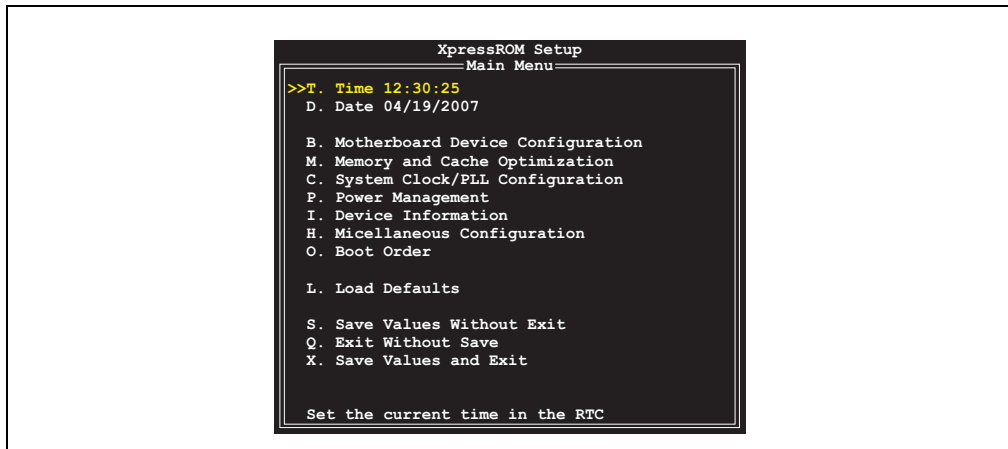 XpressROM Setup
Main Menu
>>T. Time 12:30:25
D. Date 04/19/2007
B. Motherboard Device Configuration
M. Memory and Cache Optimization
C. System Clock/PLL Configuration
P. Power Management
I. Device Information
H. Micellaneous Configuration
O. Boot Order
L. Load Defaults
S. Save Values Without Exit
Q. Exit Without Save
X. Save Values and Exit
Set the current time in the RTC